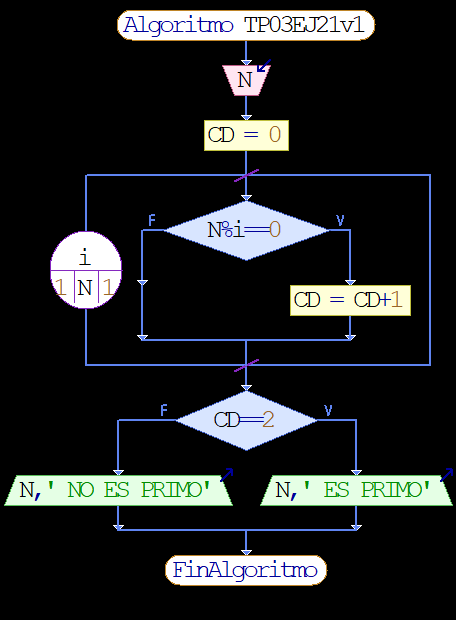 Algoritmo TP03EJ21v1
N
CD = 0
F
N%i==0
V
i
1 N 1
CD = CD+1
F
CD==2
V
N,' NO ES PRIMO'
N,' ES PRIMO'
FinAlgoritmo